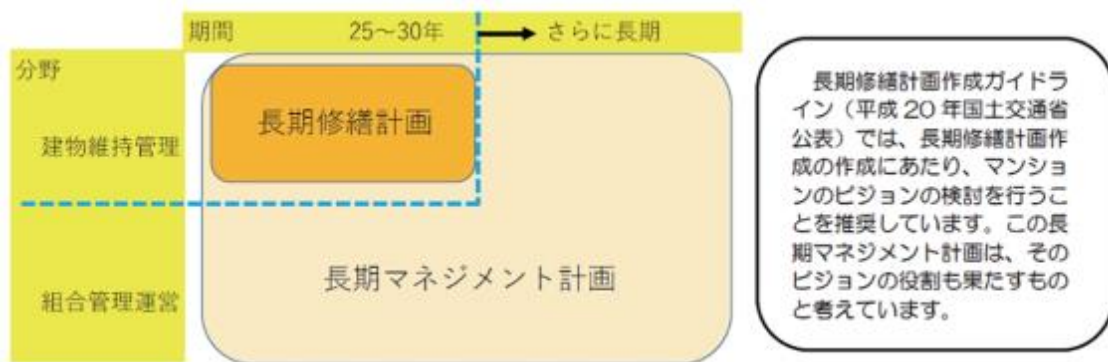 期間
25～30年
さらに長期
分野
建物維持管理
長期修繕計画
組合管理運営
長期マネジメント計画
長期修繕計画作成ガイドラ
イン（平成 20 年国土交通省
公表）では、長期修繕計画作
成の作成にあたり、マンショ
ンのビジョンの検討を行うこ
とを推奨しています。この長
期マネジメント計画は、その
ビジョンの役割も果たすもの
と考えています。